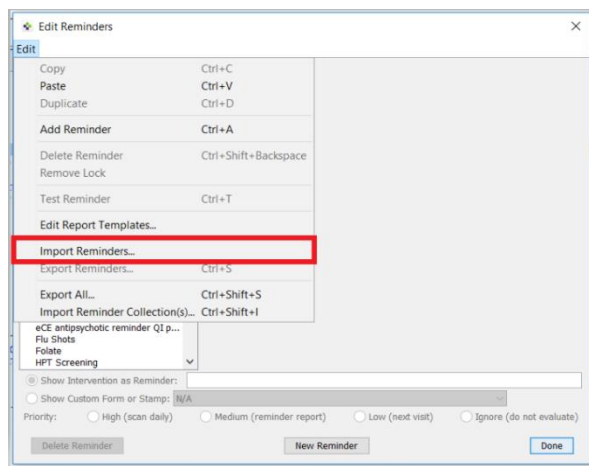 Edit Reminders
Edit
Copy Ctrl+C
Paste Ctrl+V
Duplicate Ctrl+D
Add Reminder Ctrl+A
Delete Reminder Ctrl+Shift+Backspace
Remove Lock
Test Reminder Ctrl+T
Edit Report Templates...
Import Reminders...
Export Reminders... Ctrl+S
Export All... Ctrl+Shift+S
Import Reminder Collection(s)... Ctrl+Shift+I
eCE antipsychotic reminder QI p...
Flu Shots
Folate
HPT Screening
Show Intervention as Reminder:
Show Custom Form or Stamp: N/A
Priority: High (scan daily) Medium (reminder report) Low (next visit) Ignore (do not evaluate)
Delete Reminder New Reminder Done